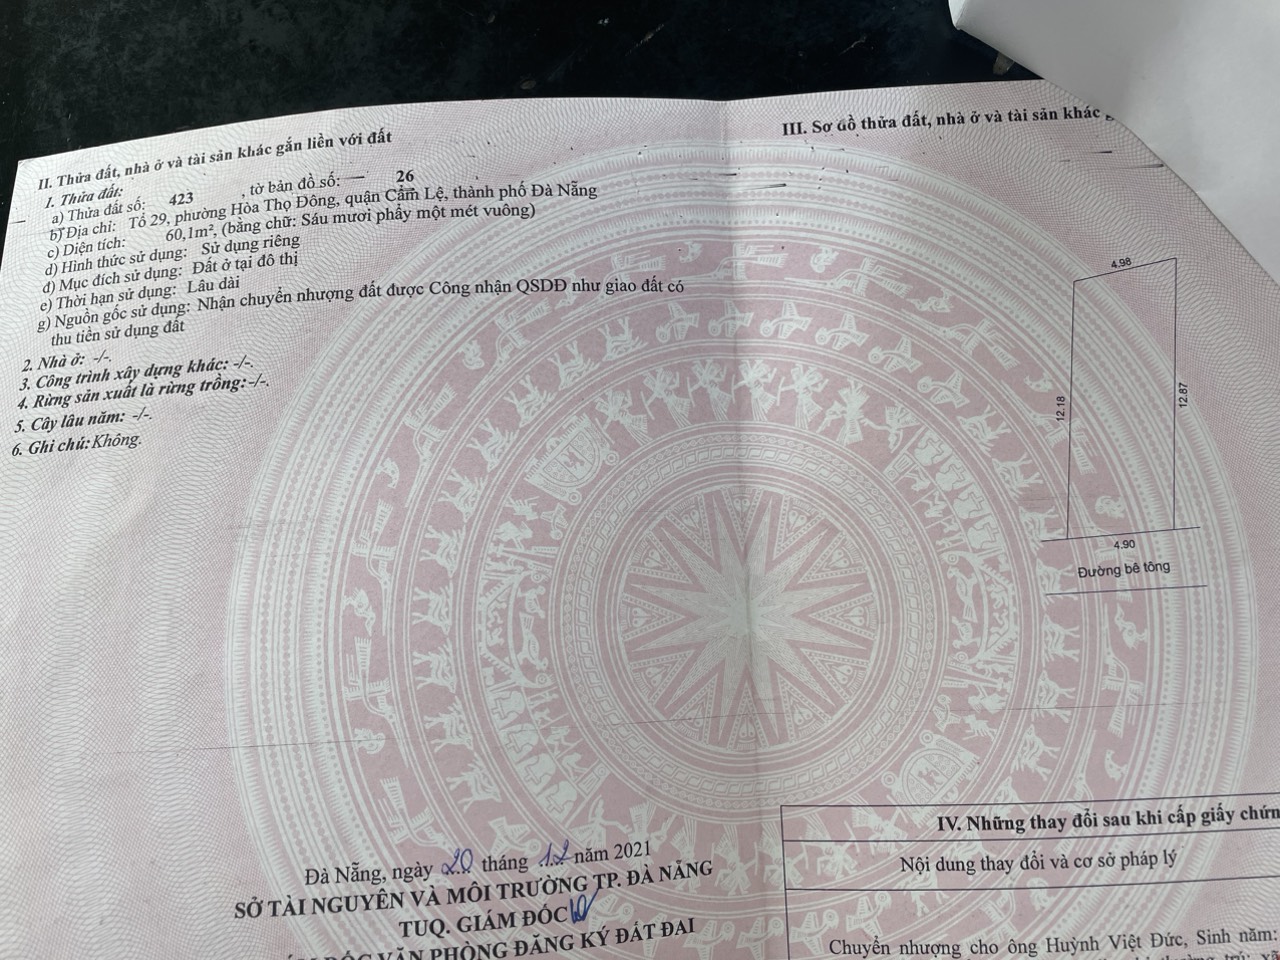 II. Thửa đất, nhà ở và tài sản khác gắn liền với đất
1. Thửa đất:
a) Thửa đất số: 423 , tờ bản đồ số: 26
b) Địa chỉ: Tổ 29, phường Hòa Thọ Đông, quận Cẩm Lệ, thành phố Đà Nẵng
c) Diện tích: 60,1m², (bằng chữ: Sáu mươi phẩy một mét vuông)
d) Hình thức sử dụng: Sử dụng riêng
đ) Mục đích sử dụng: Đất ở tại đô thị
e) Thời hạn sử dụng: Lâu dài
g) Nguồn gốc sử dụng: Nhận chuyển nhượng đất được Công nhận QSDĐ như giao đất có
thu tiền sử dụng đất
2. Nhà ở: -/-.
3. Công trình xây dựng khác: -/-.
4. Rừng sản xuất là rừng trồng: -/-.
5. Cây lâu năm: -/-.
6. Ghi chú: Không.
Đà Nẵng, ngày 20 tháng 12 năm 2021
SỞ TÀI NGUYÊN VÀ MÔI TRƯỜNG TP. ĐÀ NẴNG
TUQ. GIÁM ĐỐC
ĐỐC VĂN PHÒNG ĐĂNG KÝ ĐẤT ĐAI
III. Sơ đồ thửa đất, nhà ở và tài sản khác
4.98
12.18
12.87
4.90
Đường bê tông
IV. Những thay đổi sau khi cấp giấy
Nội dung thay đổi và cơ sở pháp lý
Chuyển nhượng cho ông Huỳnh Việt Đức, Sinh năm: